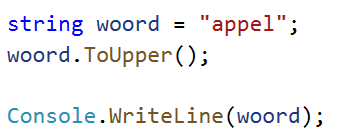 string woord = "appel";
woord.ToUpper();
Console.WriteLine(woord);